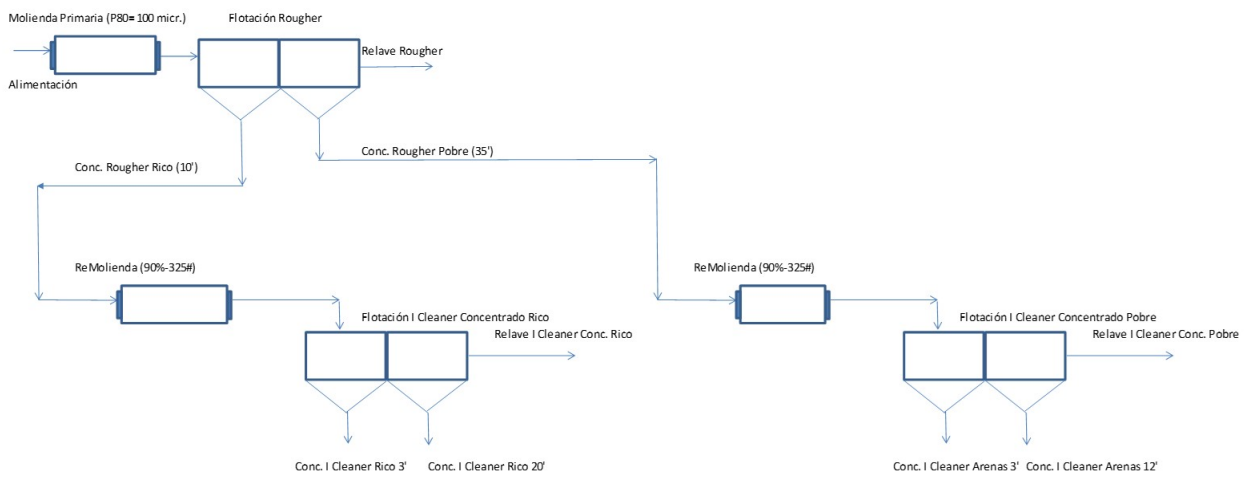 Molienda Primaria (P80= 100 micr.)
Flotación Rougher
Relave Rougher
Alimentación
Conc. Rougher Pobre (35')
Conc. Rougher Rico (10')
ReMolienda (90%-325#)
ReMolienda (90%-325#)
Flotación I Cleaner Concentrado Rico
Flotación I Cleaner Concentrado Pobre
Relave I Cleaner Conc. Rico
Relave I Cleaner Conc. Pobre
Conc. I Cleaner Rico 3'
Conc. I Cleaner Rico 20'
Conc. I Cleaner Arenas 3'
Conc. I Cleaner Arenas 12'